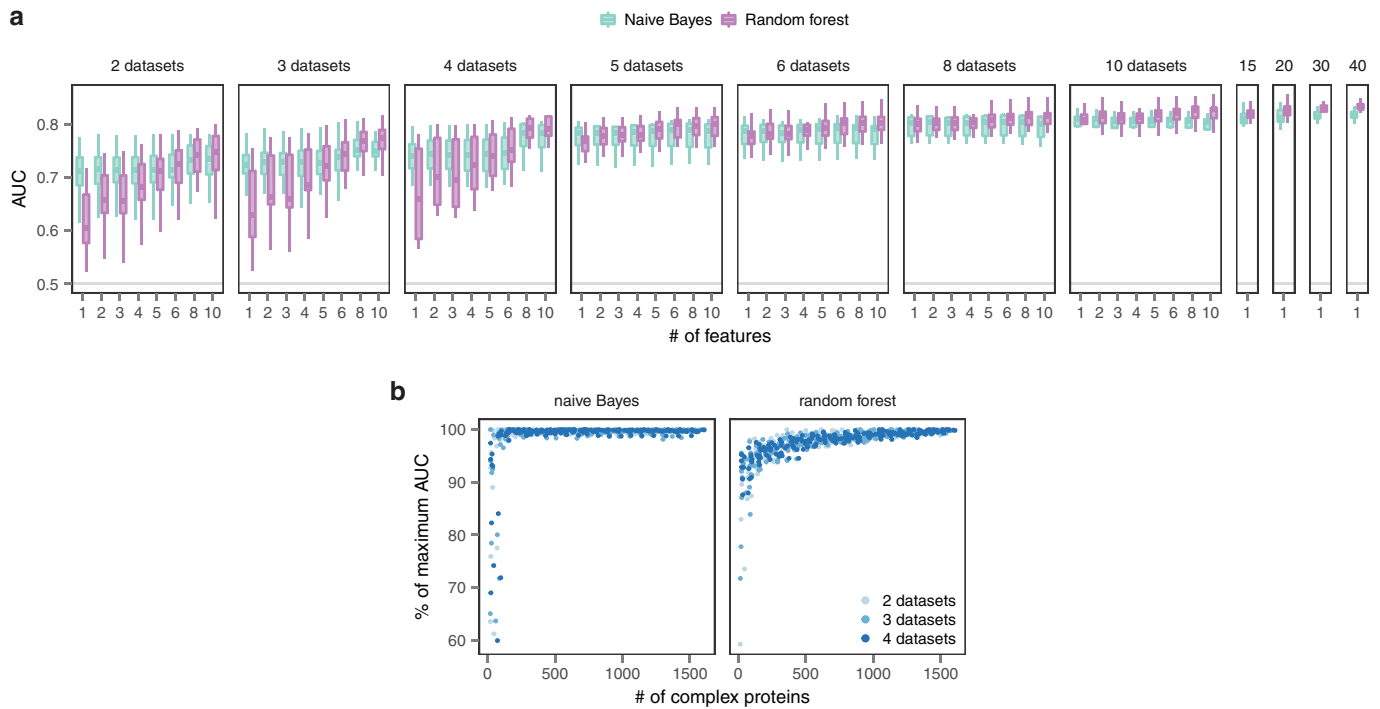 a
Naive Bayes Random forest
2 datasets 3 datasets 4 datasets 5 datasets 6 datasets 8 datasets 10 datasets 15 20 30 40
AUC
0.8
0.7
0.6
0.5
1 2 3 4 5 6 8 10 1 2 3 4 5 6 8 10 1 2 3 4 5 6 8 10 1 2 3 4 5 6 8 10 1 2 3 4 5 6 8 10 1 2 3 4 5 6 8 10 1 2 3 4 5 6 8 10 1 1 1 1
# of features
b
naive Bayes random forest
% of maximum AUC
100
90
80
70
60
2 datasets
3 datasets
4 datasets
0 500 1000 1500 0 500 1000 1500
# of complex proteins